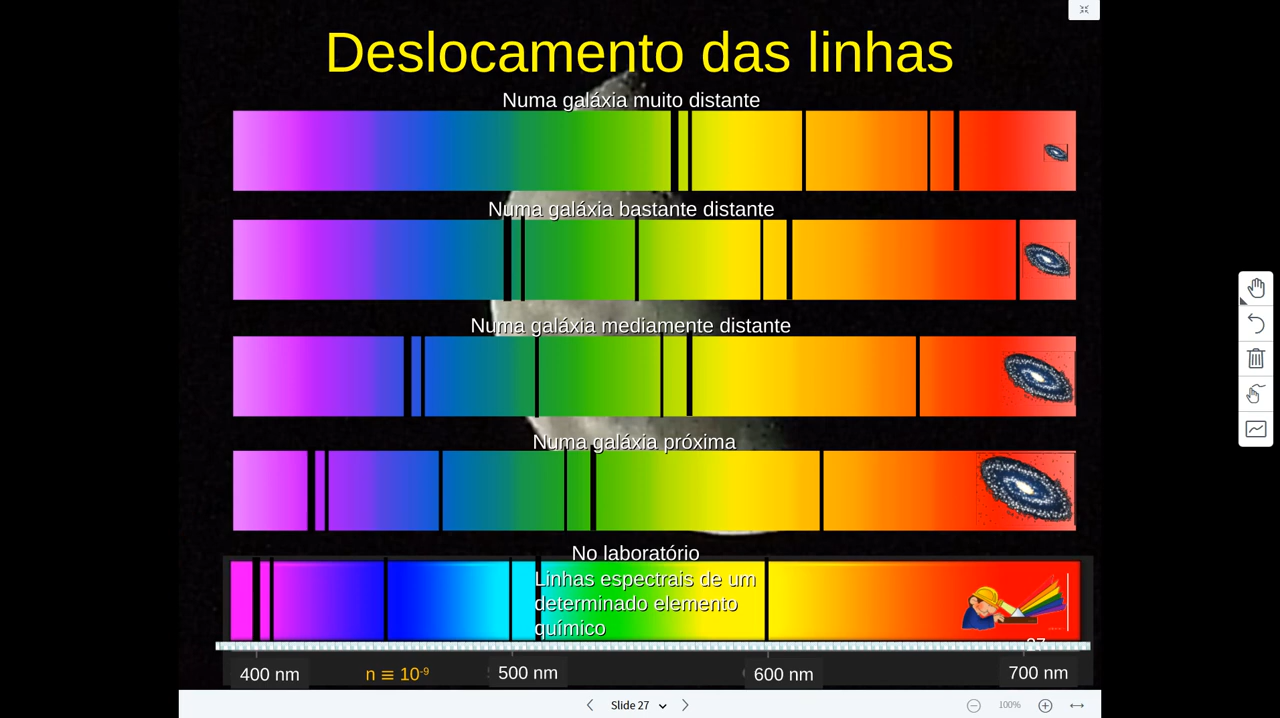 Deslocamento das linhas
Numa galáxia muito distante
Numa galáxia bastante distante
Numa galáxia mediamente distante
Numa galáxia próxima
No laboratório
Linhas espectrais de um
determinado elemento
químico
27
400 nm
n ≡ 10⁻⁹
500 nm
600 nm
700 nm
Slide 27
100%